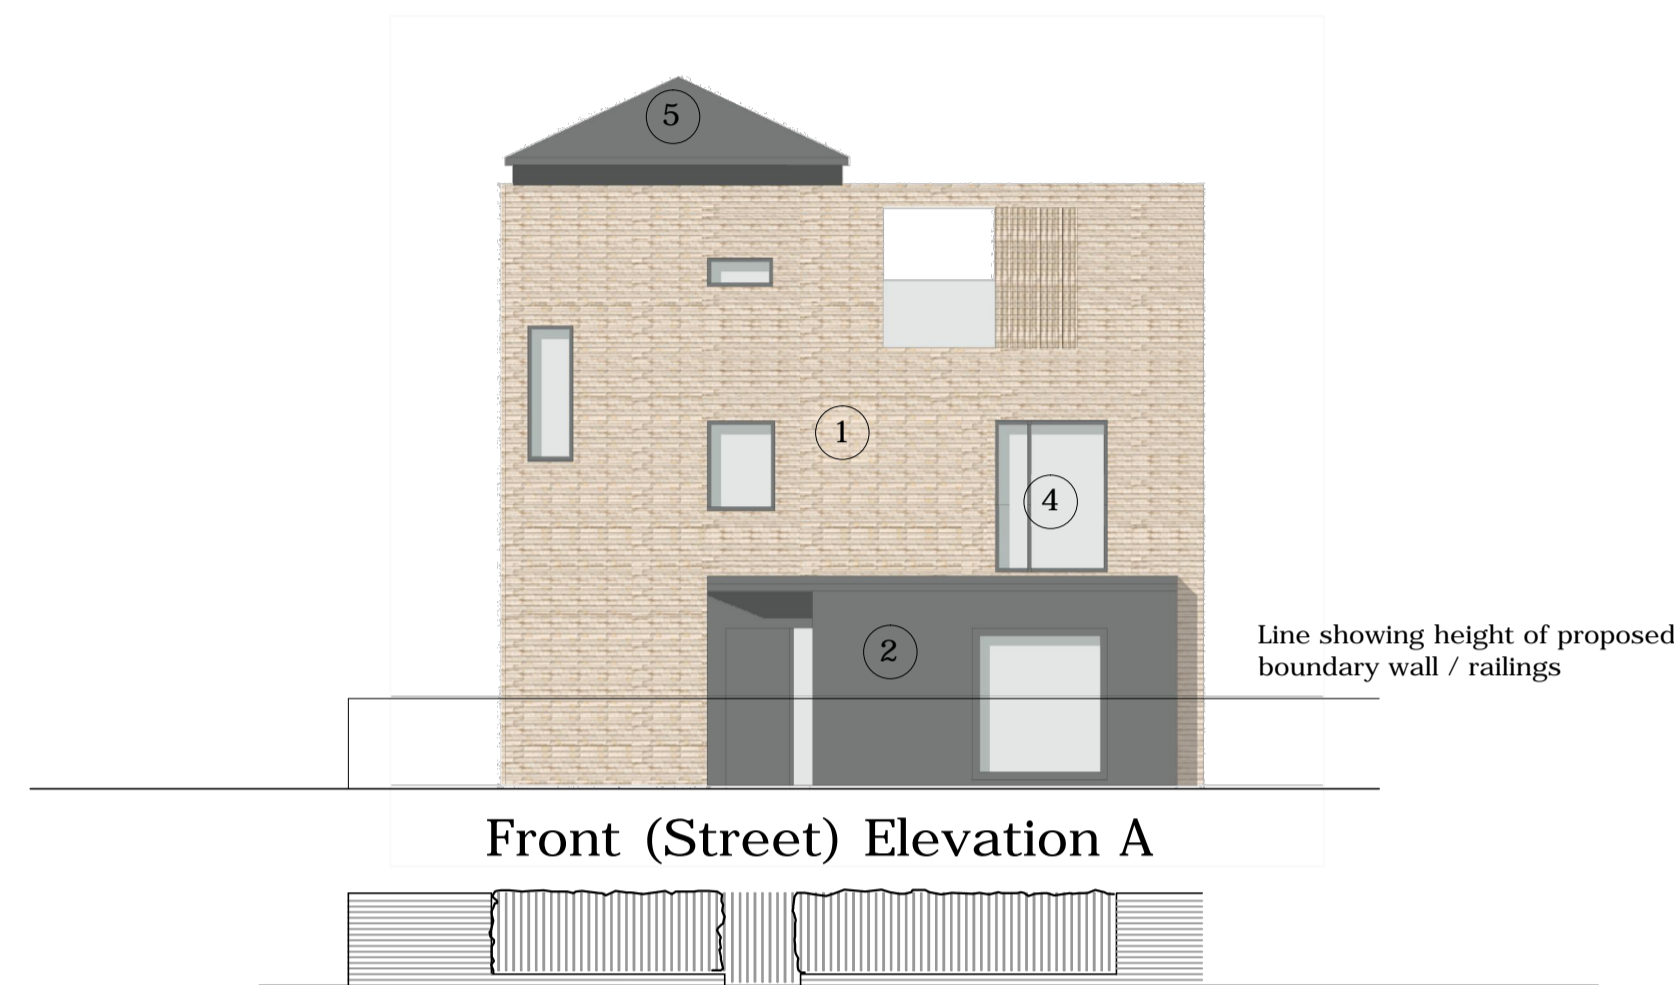 5
1
4
2
Line showing height of proposed
boundary wall / railings
Front (Street) Elevation A